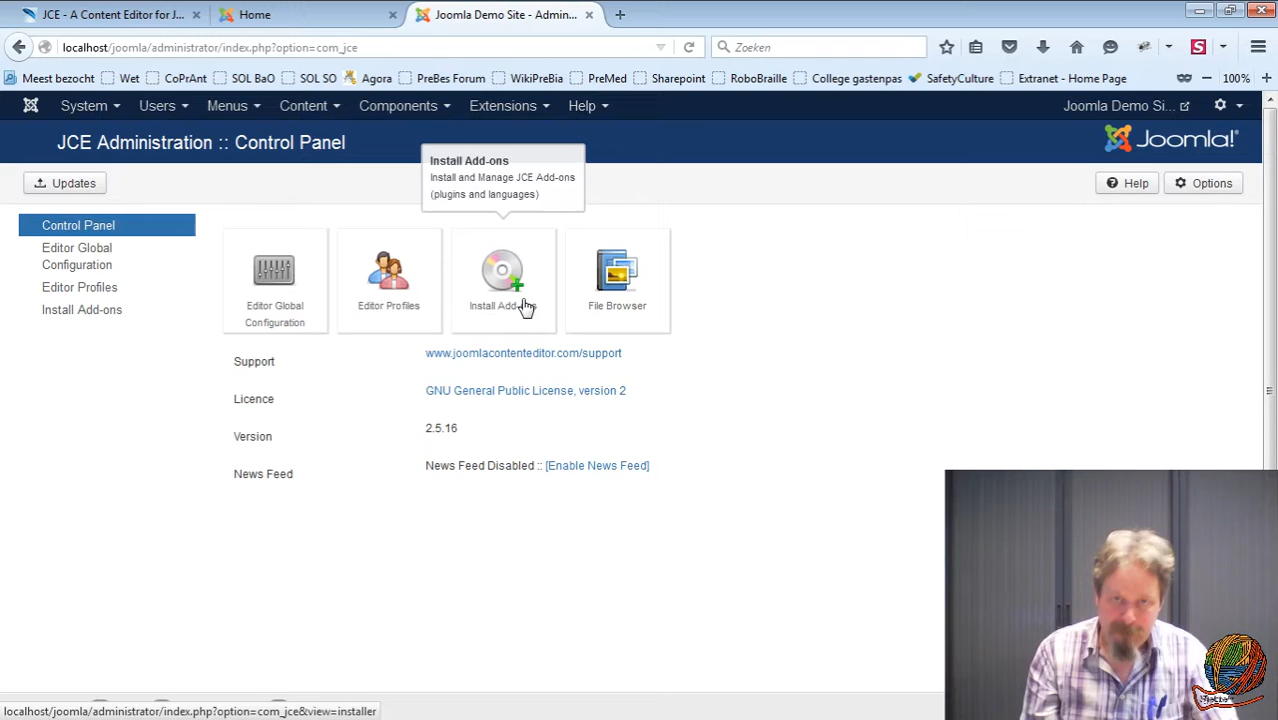 JCE - A Content Editor for J...
Home
Joomla Demo Site - Admin...
localhost/joomla/administrator/index.php?option=com_jce
Zoeken
100%
Meest bezocht
Wet
CoPrAnt
SOL BaO
SOL SO
Agora
PreBes Forum
WikiPreBia
PreMed
Sharepoint
RoboBraille
College gastenpas
SafetyCulture
Extranet - Home Page
System
Users
Menus
Content
Components
Extensions
Help
Joomla Demo Si...
JCE Administration :: Control Panel
Joomla!
Install Add-ons
Install and Manage JCE Add-ons
(plugins and languages)
Updates
Help
Options
Control Panel
Editor Global
Configuration
Editor Profiles
Install Add-ons
Editor Global
Configuration
Editor Profiles
Install
File Browser
Support
www.joomlacontenteditor.com/support
Licence
GNU General Public License, version 2
Version
2.5.16
News Feed
News Feed Disabled :: [Enable News Feed]
localhost/joomla/administrator/index.php?option=com_jce&view=installer